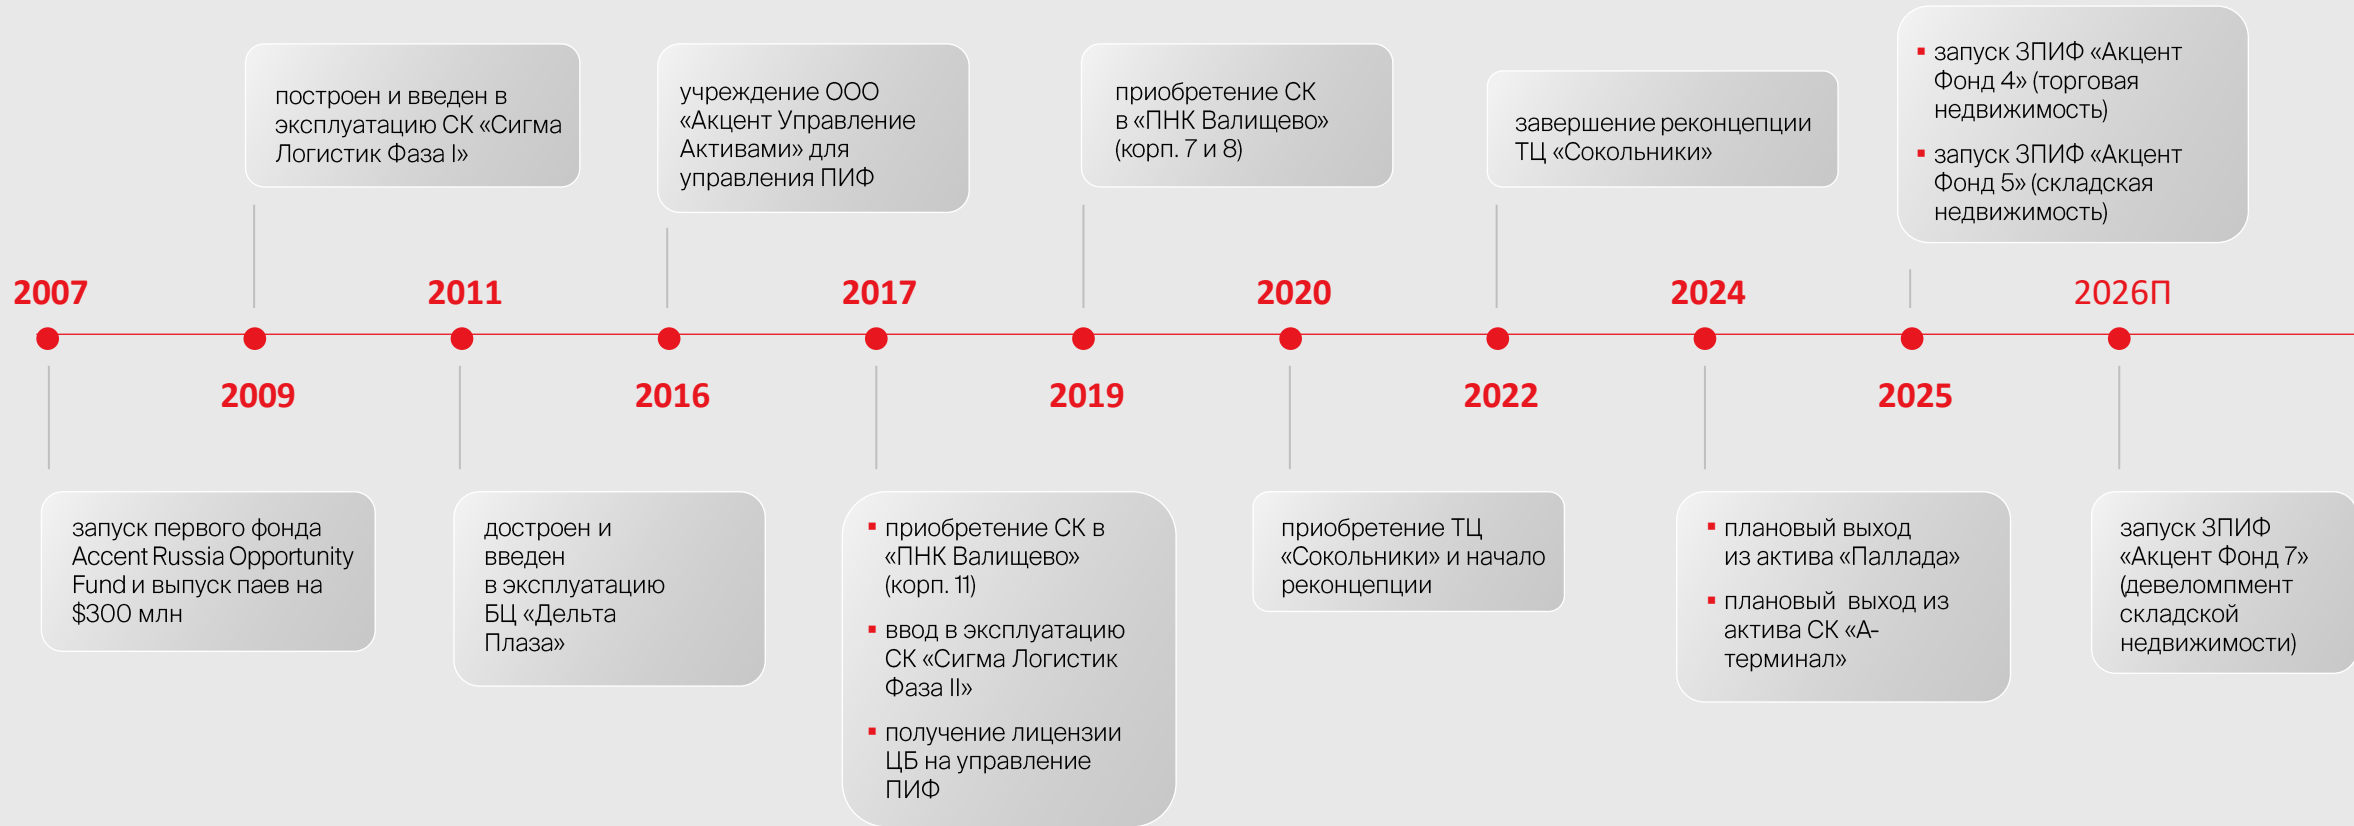 построен и введен в
эксплуатацию СК «Сигма
Логистик Фаза I»
учреждение ООО
«Акцент Управление
Активами» для
управления ПИФ
приобретение СК
в «ПНК Валищево»
(корп. 7 и 8)
завершение реконцепции
ТЦ «Сокольники»
▪ запуск ЗПИФ «Акцент
Фонд 4» (торговая
недвижимость)
▪ запуск ЗПИФ «Акцент
Фонд 5» (складская
недвижимость)
2007
2011
2017
2020
2024
2026П
2009
2016
2019
2022
2025
запуск первого фонда
Accent Russia Opportunity
Fund и выпуск паев на
$300 млн
достроен и
введен
в эксплуатацию
БЦ «Дельта
Плаза»
▪ приобретение СК в
«ПНК Валищево»
(корп. 11)
▪ ввод в эксплуатацию
СК «Сигма Логистик
Фаза II»
▪ получение лицензии
ЦБ на управление
ПИФ
приобретение ТЦ
«Сокольники» и начало
реконцепции
▪ плановый выход
из актива «Паллада»
▪ плановый выход из
актива СК «А-
терминал»
запуск ЗПИФ
«Акцент Фонд 7»
(девеломпмент
складской
недвижимости)